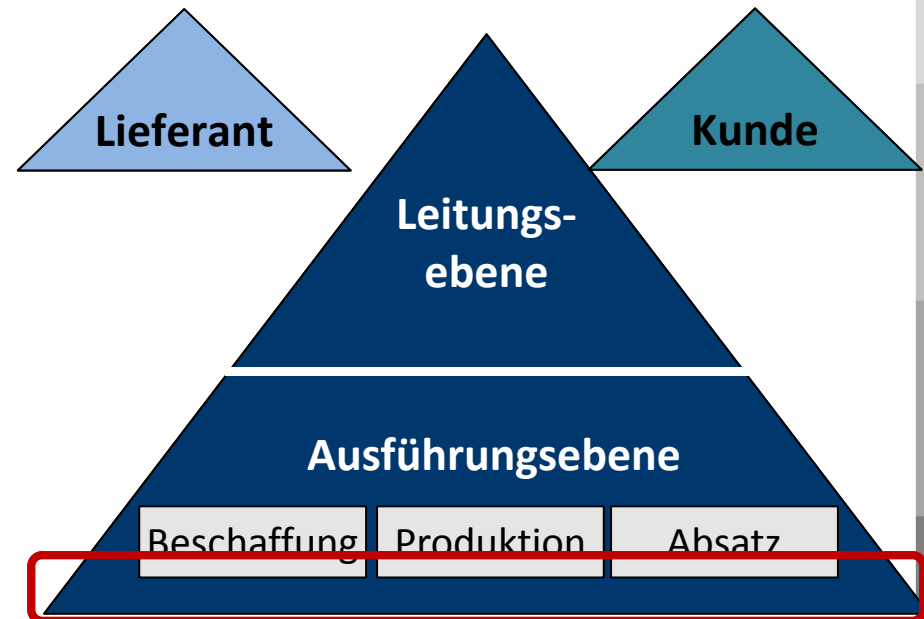 Lieferant
Kunde
Leitungs-
ebene
Ausführungsebene
Beschaffung
Produktion
Absatz